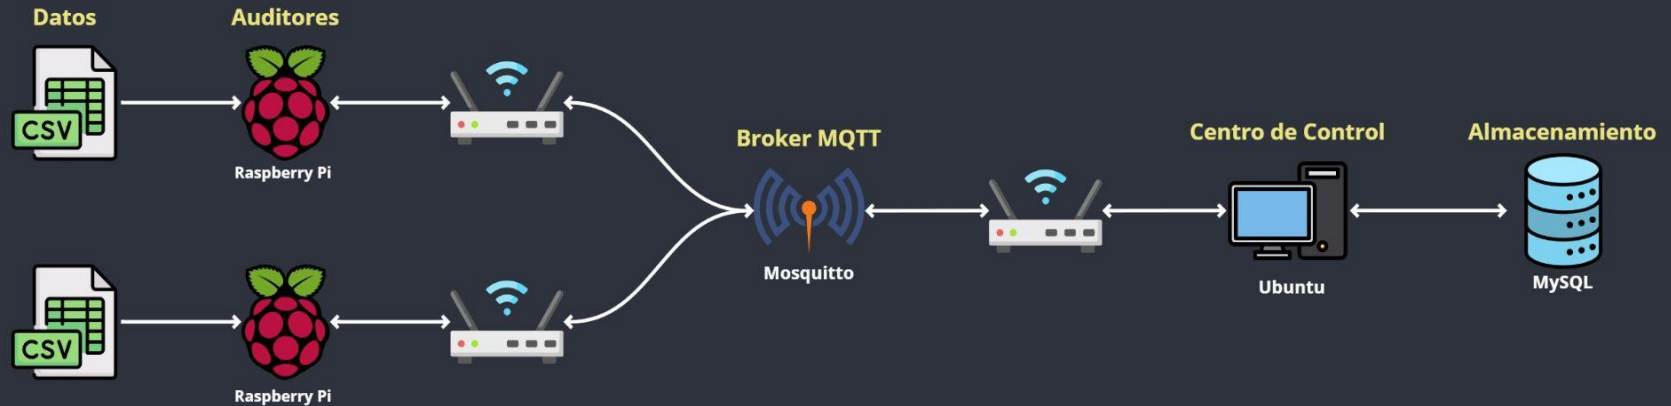 Datos
Auditores
CSV
Raspberry Pi
Broker MQTT
Mosquitto
Centro de Control
Ubuntu
Almacenamiento
MySQL
CSV
Raspberry Pi